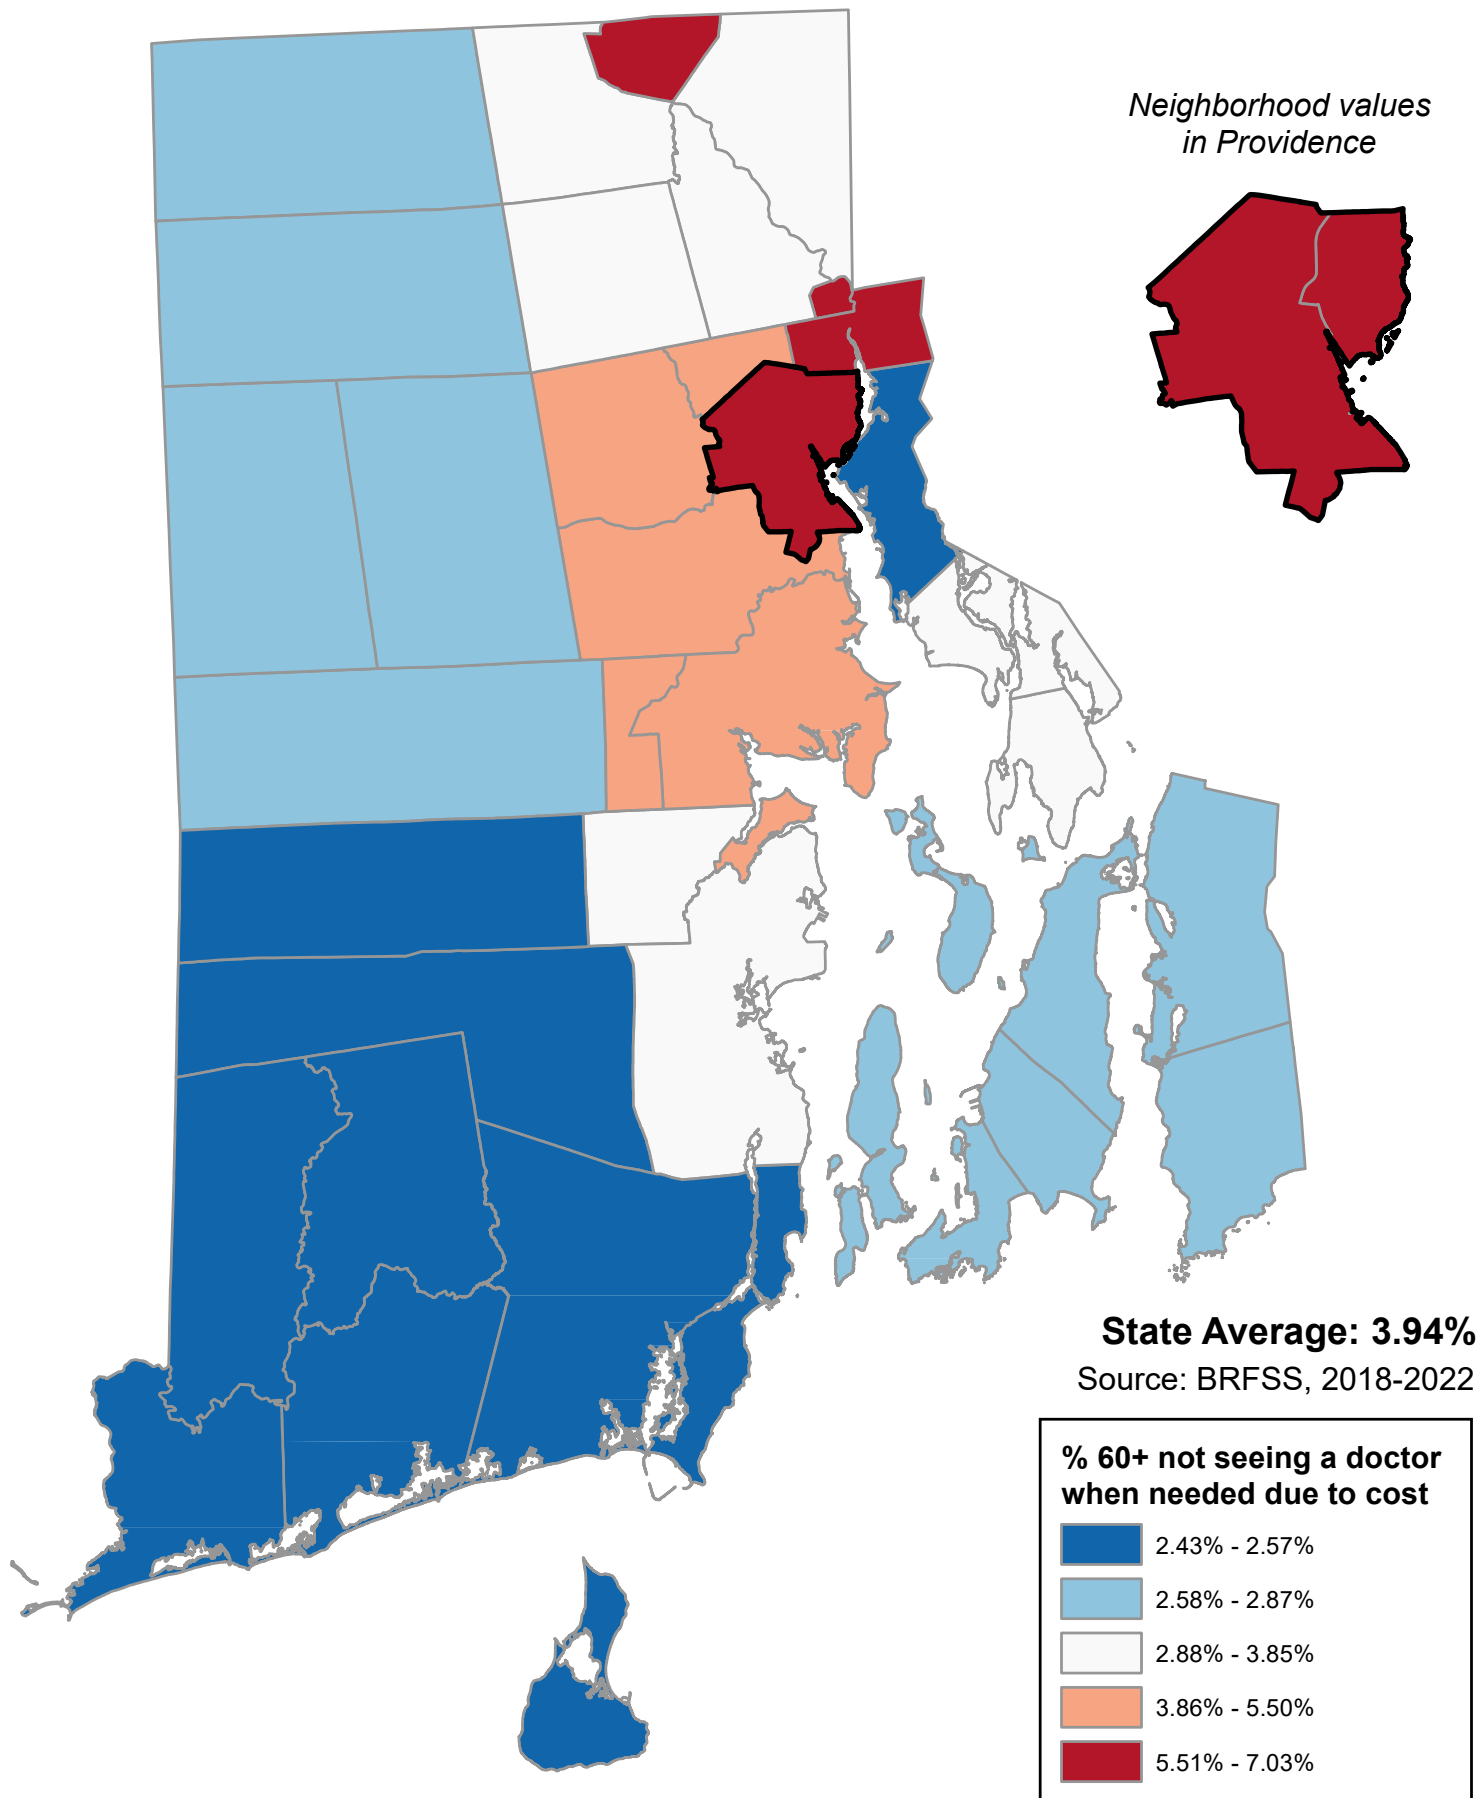 Neighborhood values
in Providence
State Average: 3.94%
Source: BRFSS, 2018-2022
% 60+ not seeing a doctor
when needed due to cost
2.43% - 2.57%
2.58% - 2.87%
2.88% - 3.85%
3.86% - 5.50%
5.51% - 7.03%